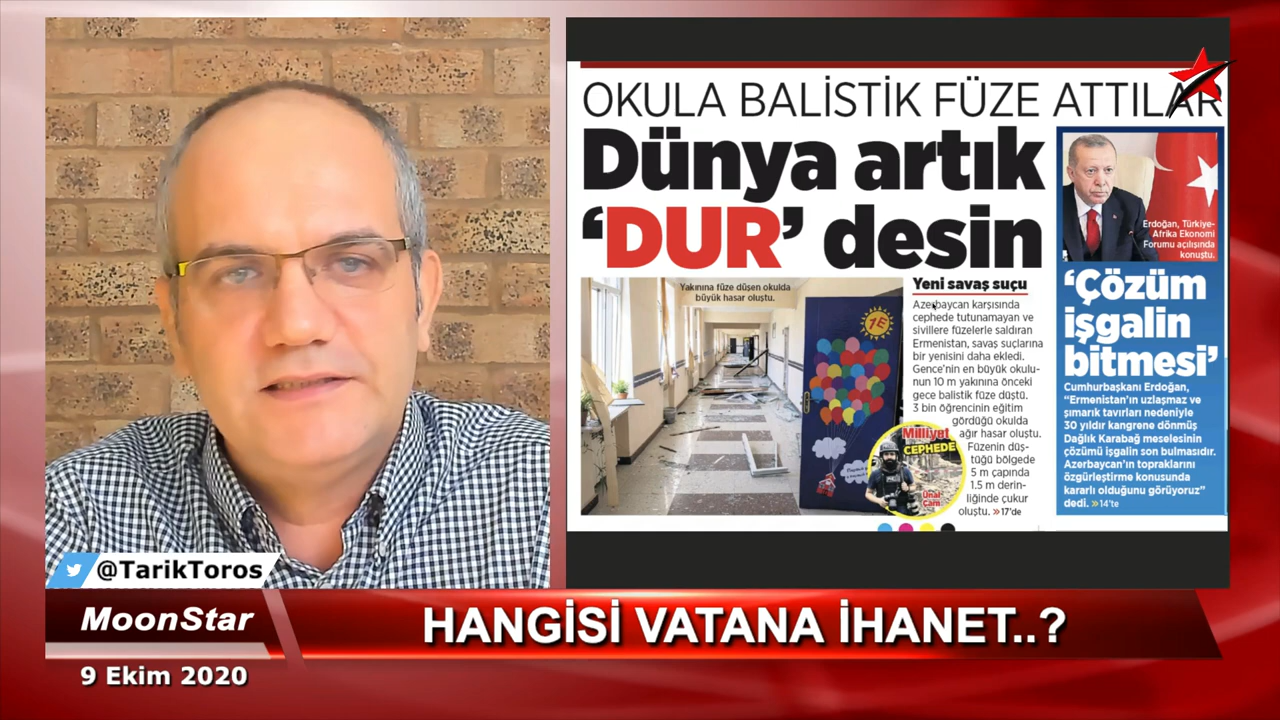 OKULA BALİSTİK FÜZE ATTILAR
Dünya artık
‘DUR’ desin
Yakınına füze düşen okulda
büyük hasar oluştu.
1E
Yeni savaş suçu
Azerbaycan karşısında
cephede tutunamayan ve
sivillere füzelerle saldıran
Ermenistan, savaş suçlarına
bir yenisini daha ekledi.
Gence’nin en büyük okulu-
nun 10 m yakınına önceki
gece balistik füze düştü.
3 bin öğrencinin eğitim
gördüğü okulda
ağır hasar oluştu.
Füzenin düş-
tüğü bölgede
5 m çapında
1.5 m derin-
liğinde çukur
oluştu. »17’de
Milliyet
CEPHEDE
Ünal
Çam
Erdoğan, Türkiye-
Afrika Ekonomi
Forumu açılışında
konuştu.
‘Çözüm
işgalin
bitmesi’
Cumhurbaşkanı Erdoğan,
“Ermenistan’ın uzlaşmaz ve
şımarık tavırları nedeniyle
30 yıldır kangrene dönmüş
Dağlık Karabağ meselesinin
çözümü işgalin son bulmasıdır.
Azerbaycan’ın topraklarını
özgürleştirme konusunda
kararlı olduğunu görüyoruz”
dedi. »14’te
@TarikToros
MoonStar
HANGİSİ VATANA İHANET..?
9 Ekim 2020